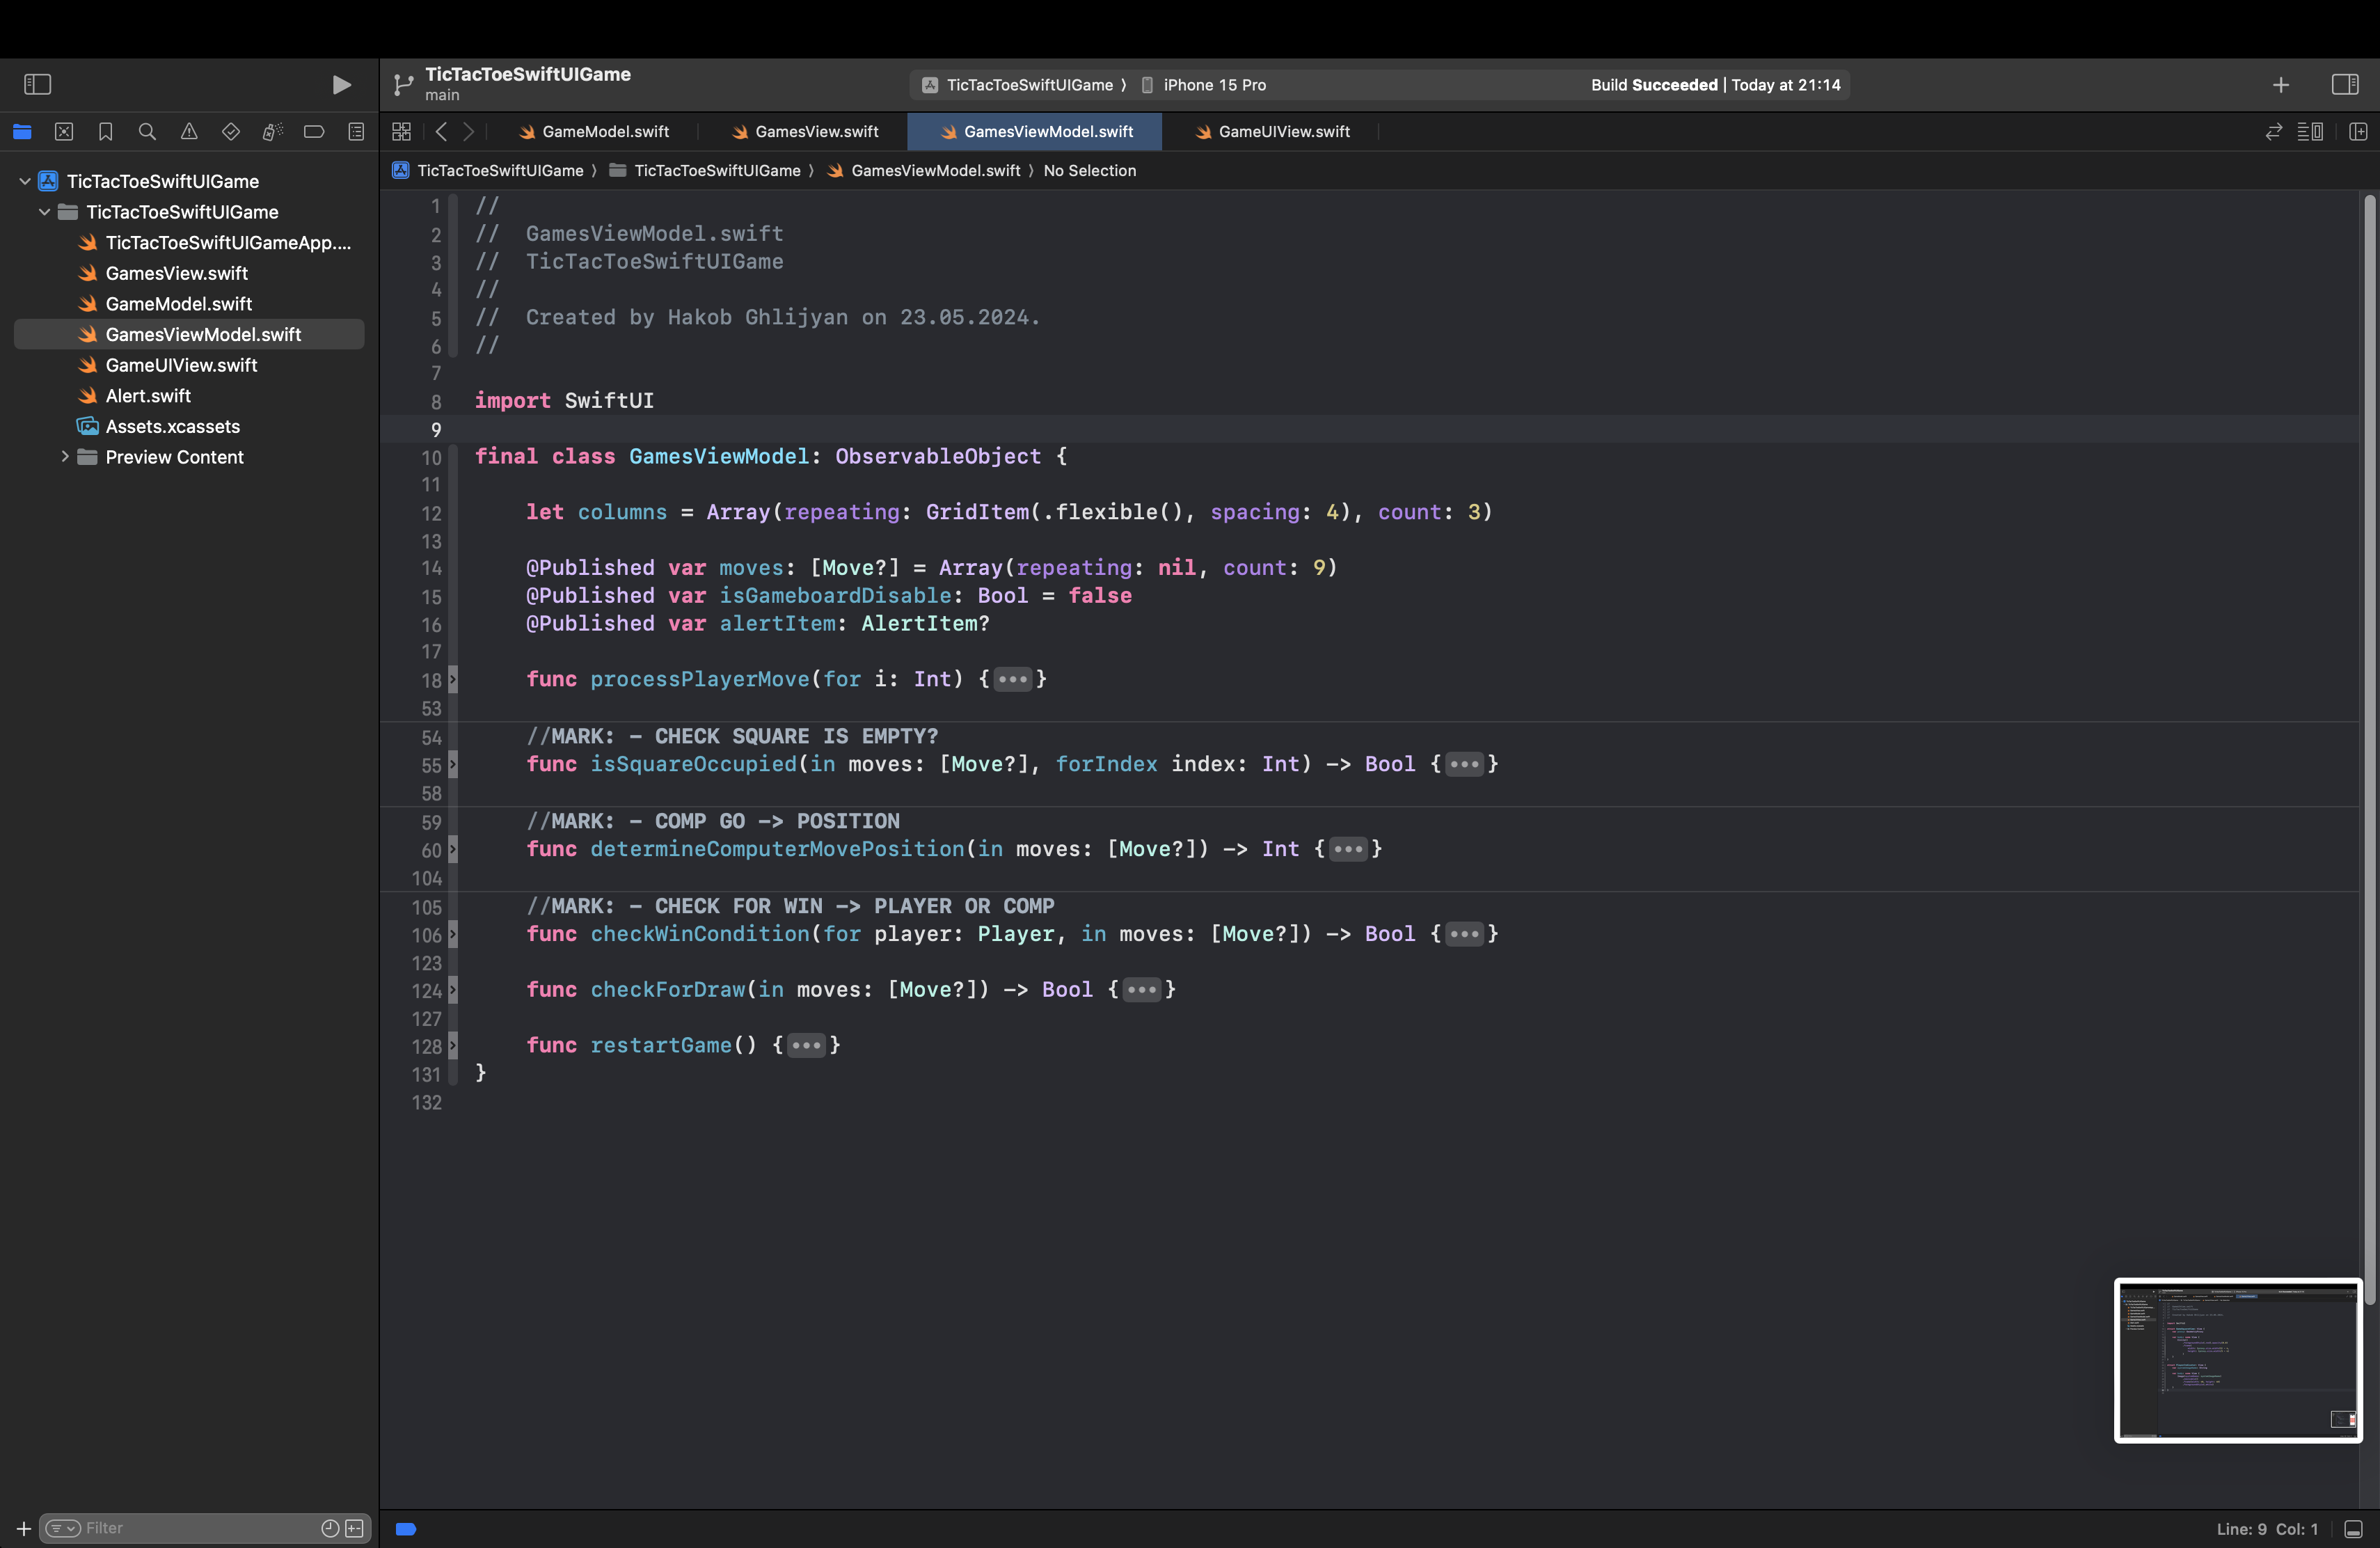 TicTacToeSwiftUIGame
main
TicTacToeSwiftUIGame ⟩ iPhone 15 Pro
Build Succeeded | Today at 21:14
GameModel.swift
GamesView.swift
GamesViewModel.swift
GameUIView.swift
TicTacToeSwiftUIGame ⟩ TicTacToeSwiftUIGame ⟩ GamesViewModel.swift ⟩ No Selection
TicTacToeSwiftUIGame
TicTacToeSwiftUIGame
TicTacToeSwiftUIGameApp....
GamesView.swift
GameModel.swift
GamesViewModel.swift
GameUIView.swift
Alert.swift
Assets.xcassets
Preview Content
1 //
2 //  GamesViewModel.swift
3 //  TicTacToeSwiftUIGame
4 //
5 //  Created by Hakob Ghlijyan on 23.05.2024.
6 //
7
8 import SwiftUI
9
10 final class GamesViewModel: ObservableObject {
11
12     let columns = Array(repeating: GridItem(.flexible(), spacing: 4), count: 3)
13
14     @Published var moves: [Move?] = Array(repeating: nil, count: 9)
15     @Published var isGameboardDisable: Bool = false
16     @Published var alertItem: AlertItem?
17
18     func processPlayerMove(for i: Int) {•••}
53
54     //MARK: - CHECK SQUARE IS EMPTY?
55     func isSquareOccupied(in moves: [Move?], forIndex index: Int) -> Bool {•••}
58
59     //MARK: - COMP GO -> POSITION
60     func determineComputerMovePosition(in moves: [Move?]) -> Int {•••}
104
105     //MARK: - CHECK FOR WIN -> PLAYER OR COMP
106     func checkWinCondition(for player: Player, in moves: [Move?]) -> Bool {•••}
123
124     func checkForDraw(in moves: [Move?]) -> Bool {•••}
127
128     func restartGame() {•••}
131 }
132
Filter
Line: 9 Col: 1